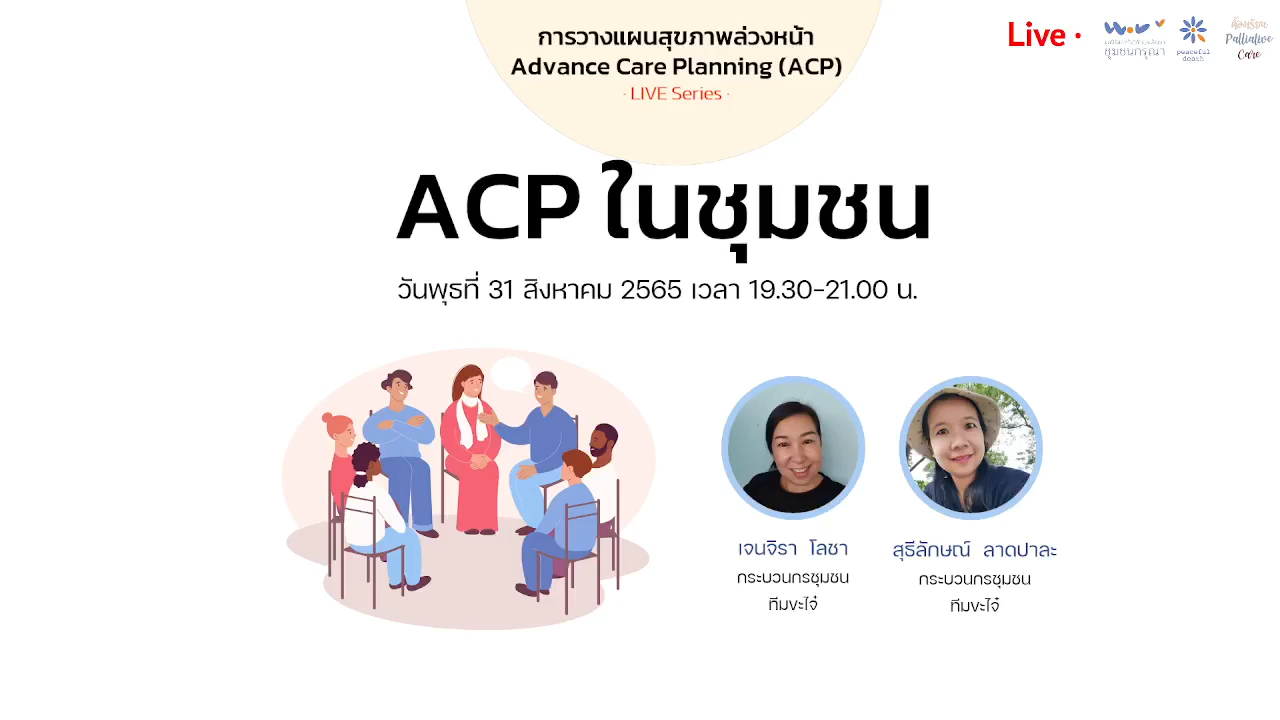 การวางแผนสุขภาพล่วงหน้า
Advance Care Planning (ACP)
· LIVE Series ·
Live ·
ชุมชนกรุณา
peaceful
death
Palliative
Care
ACP ในชุมชน
วันพุธที่ 31 สิงหาคม 2565 เวลา 19.30-21.00 น.
เจนจิรา โลชา
กระบวนกรชุมชน
ทีมขะไจ๋
สุธีลักษณ์ ลาดปาละ
กระบวนกรชุมชน
ทีมขะไจ๋